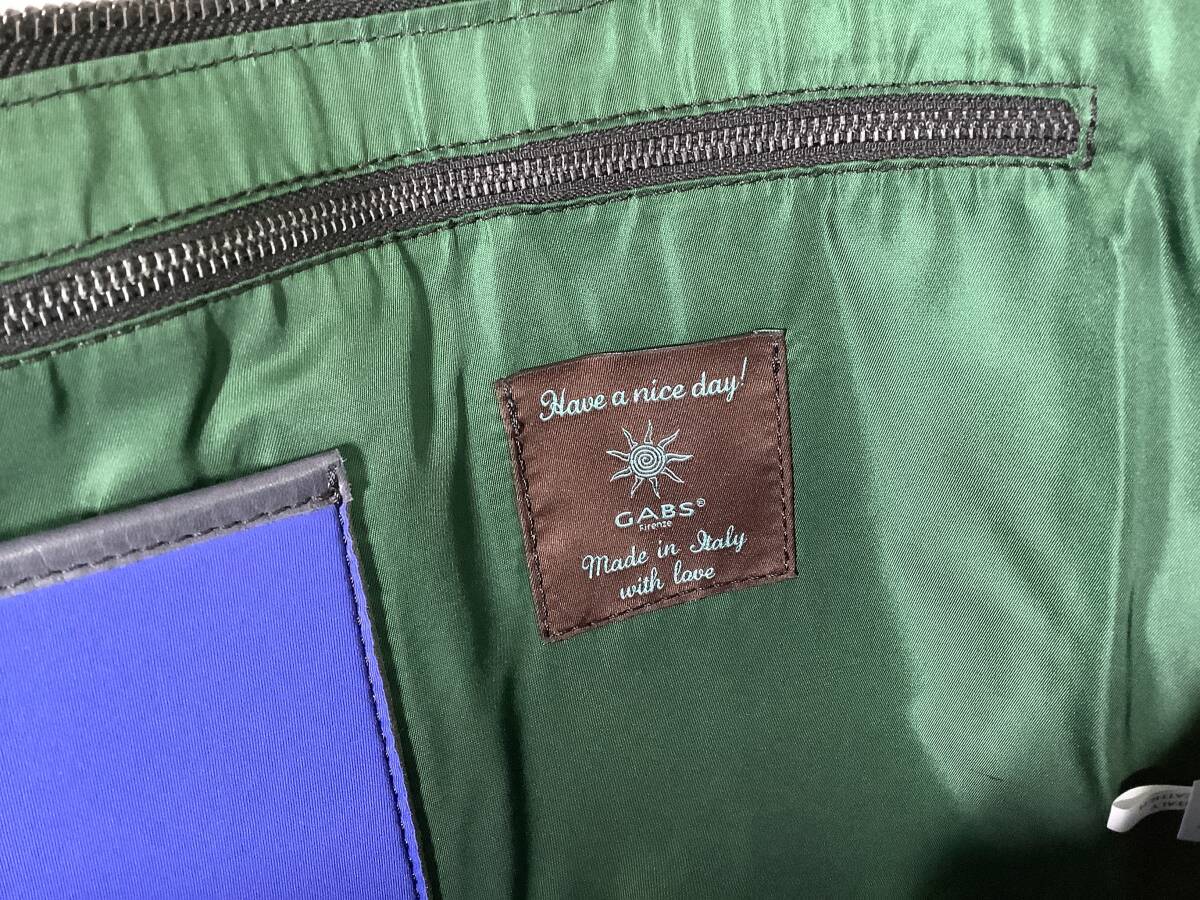 Have a nice day!
GABS®
Firenze
Made in Italy
with love